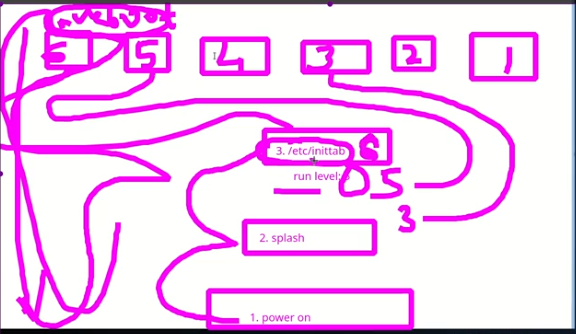 5 5 4 3 2 1
3. /etc/inittab 6
run level:
0 5
3
2. splash
1. power on